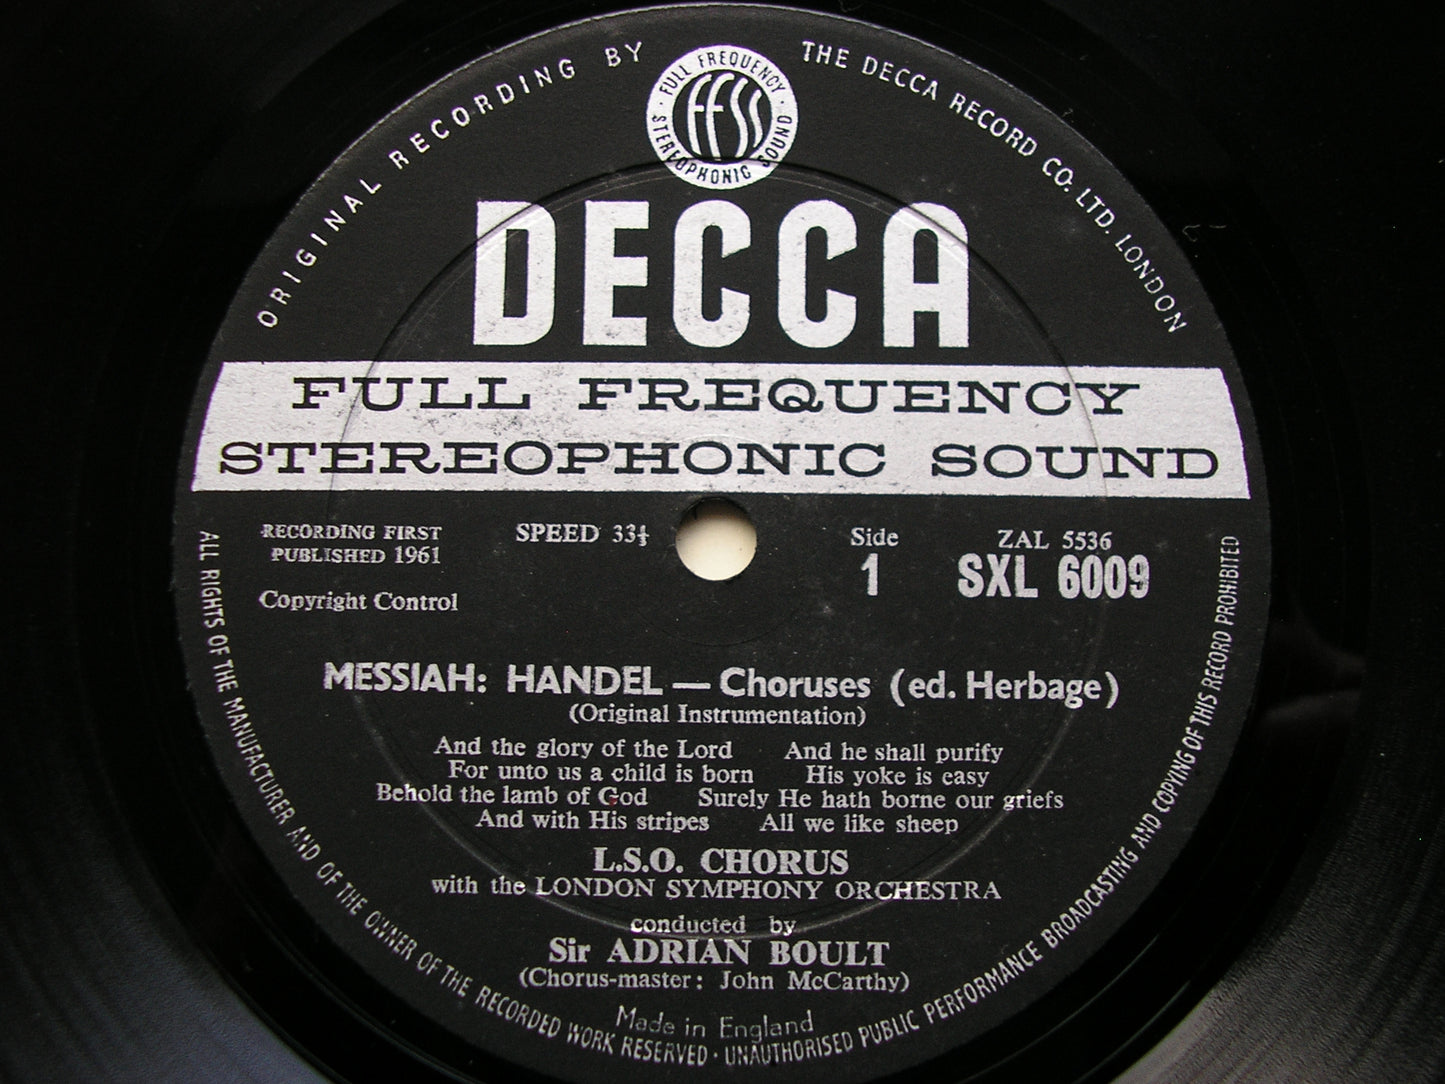 ORIGINAL RECORDING BY THE DECCA RECORD CO. LTD. LONDON
FULL FREQUENCY
FFSS
STEREOPHONIC SOUND
DECCA
FULL FREQUENCY
STEREOPHONIC SOUND
RECORDING FIRST
PUBLISHED 1961
Copyright Control
SPEED 33⅓
Side
1
ZAL 5536
SXL 6009
MESSIAH: HANDEL — Choruses (ed. Herbage)
(Original Instrumentation)
And the glory of the Lord And he shall purify
For unto us a child is born His yoke is easy
Behold the lamb of God Surely He hath borne our griefs
And with His stripes All we like sheep
L.S.O. CHORUS
with the LONDON SYMPHONY ORCHESTRA
conducted by
Sir ADRIAN BOULT
(Chorus-master: John McCarthy)
Made in England
ALL RIGHTS OF THE MANUFACTURER AND OF THE OWNER OF THE RECORDED WORK RESERVED · UNAUTHORISED PUBLIC PERFORMANCE BROADCASTING AND COPYING OF THIS RECORD PROHIBITED